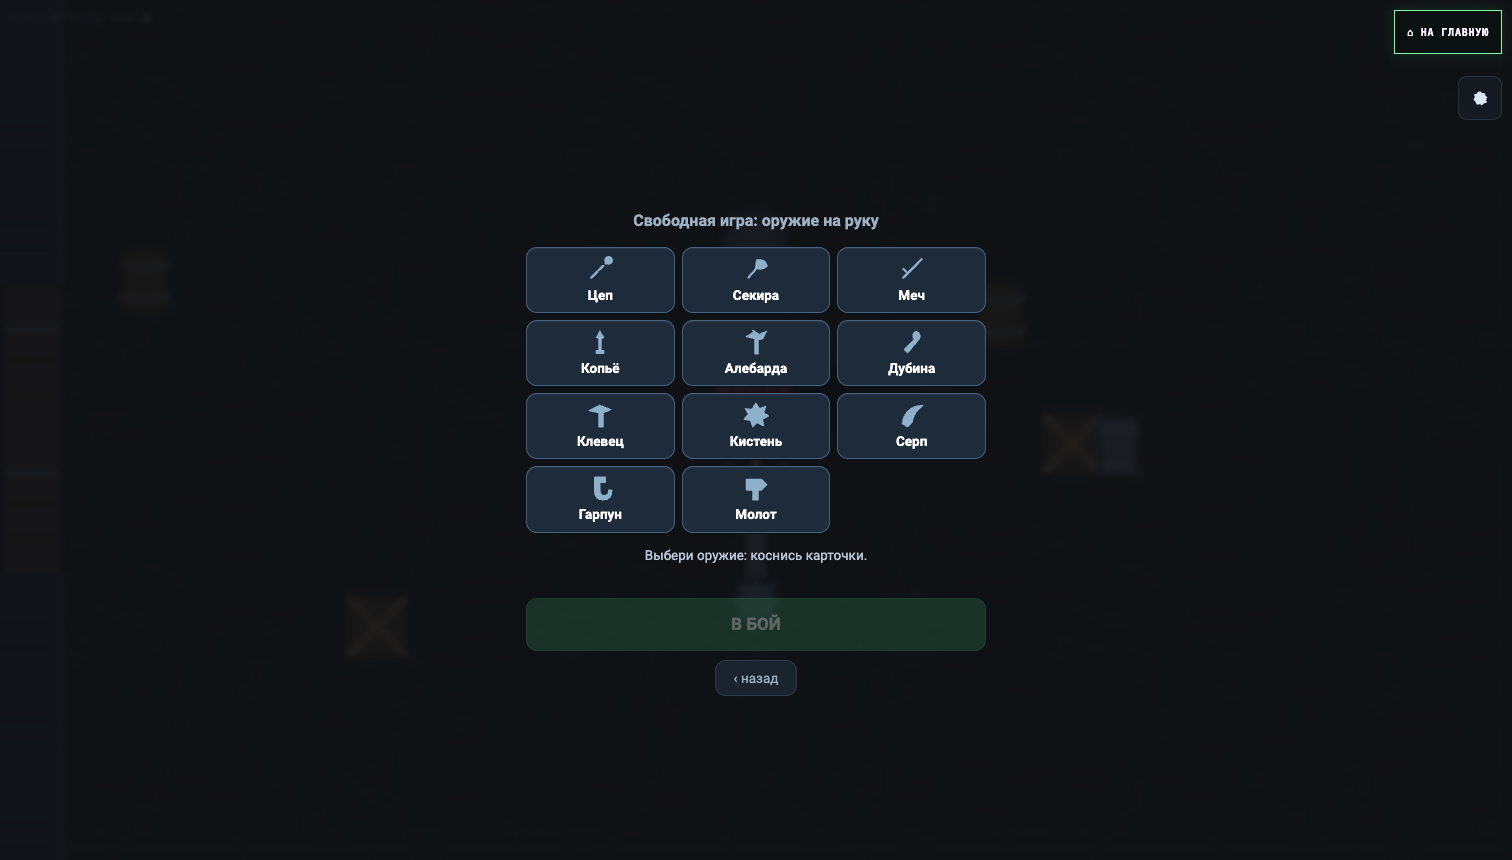 ⌂ НА ГЛАВНУЮ
Свободная игра: оружие на руку
Цеп
Секира
Меч
Копьё
Алебарда
Дубина
Клевец
Кистень
Серп
Гарпун
Молот
Выбери оружие: коснись карточки.
В БОЙ
‹ назад